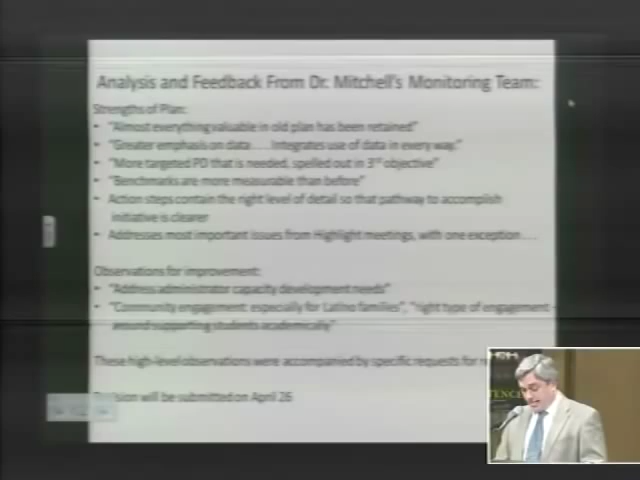 Analysis and Feedback From Dr. Mitchell's Monitoring Team:
Strengths of Plan:
• "Almost everything valuable in old plan has been retained"
• "Greater emphasis on data . . . . Integrates use of data in every way."
• "More targeted PD that is needed, spelled out in 3rd objective"
• "Benchmarks are more measurable than before"
• Action steps contain the right level of detail so that pathway to accomplish
initiative is clearer
• Addresses most important issues from Highlight meetings, with one exception . . . .
Observations for improvement:
• "Address administrator capacity development needs"
• "Community engagement: especially for Latino families", "right type of engagement -
around supporting students academically"
These high-level observations were accompanied by specific requests for
will be submitted on April 26
TENCE